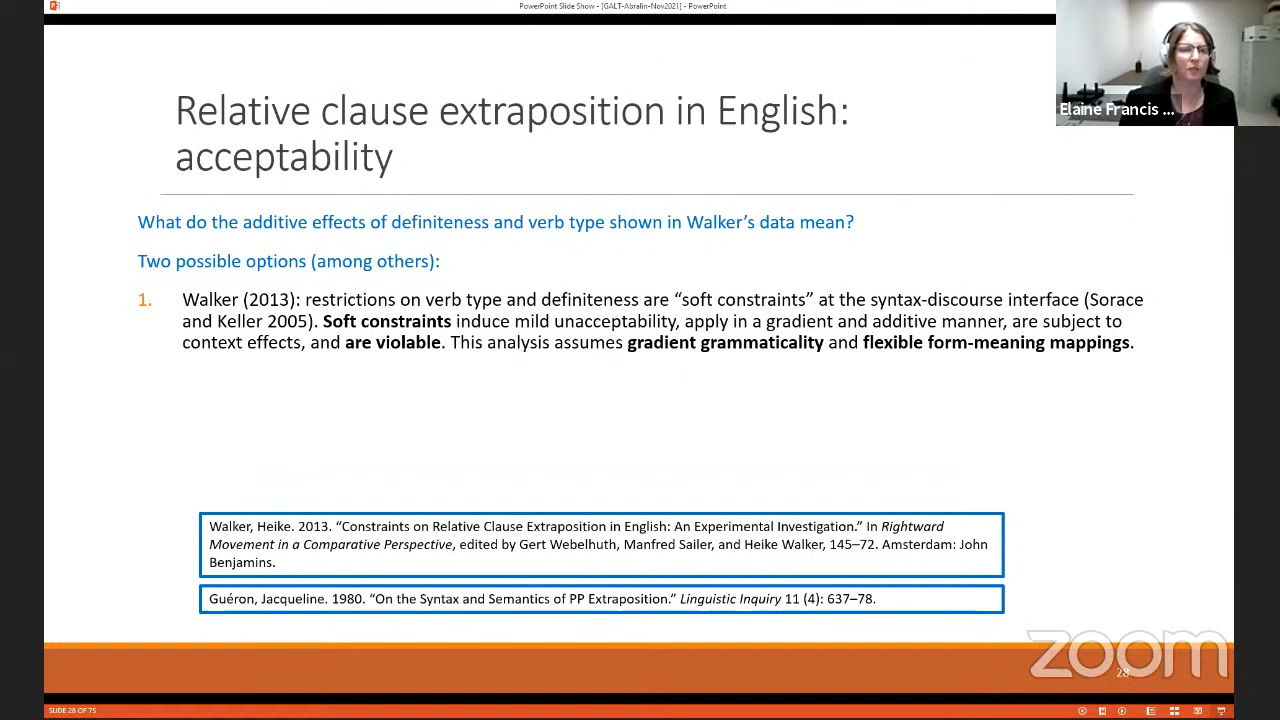 PowerPoint Slide Show - [GALT-Abralin-Nov2021] - PowerPoint
Elaine Francis ...
Relative clause extraposition in English:
acceptability
What do the additive effects of definiteness and verb type shown in Walker’s data mean?
Two possible options (among others):
1. Walker (2013): restrictions on verb type and definiteness are “soft constraints” at the syntax-discourse interface (Sorace
and Keller 2005). Soft constraints induce mild unacceptability, apply in a gradient and additive manner, are subject to
context effects, and are violable. This analysis assumes gradient grammaticality and flexible form-meaning mappings.
Walker, Heike. 2013. “Constraints on Relative Clause Extraposition in English: An Experimental Investigation.” In Rightward
Movement in a Comparative Perspective, edited by Gert Webelhuth, Manfred Sailer, and Heike Walker, 145–72. Amsterdam: John
Benjamins.
Guéron, Jacqueline. 1980. “On the Syntax and Semantics of PP Extraposition.” Linguistic Inquiry 11 (4): 637–78.
zoom
28
SLIDE 28 OF 75